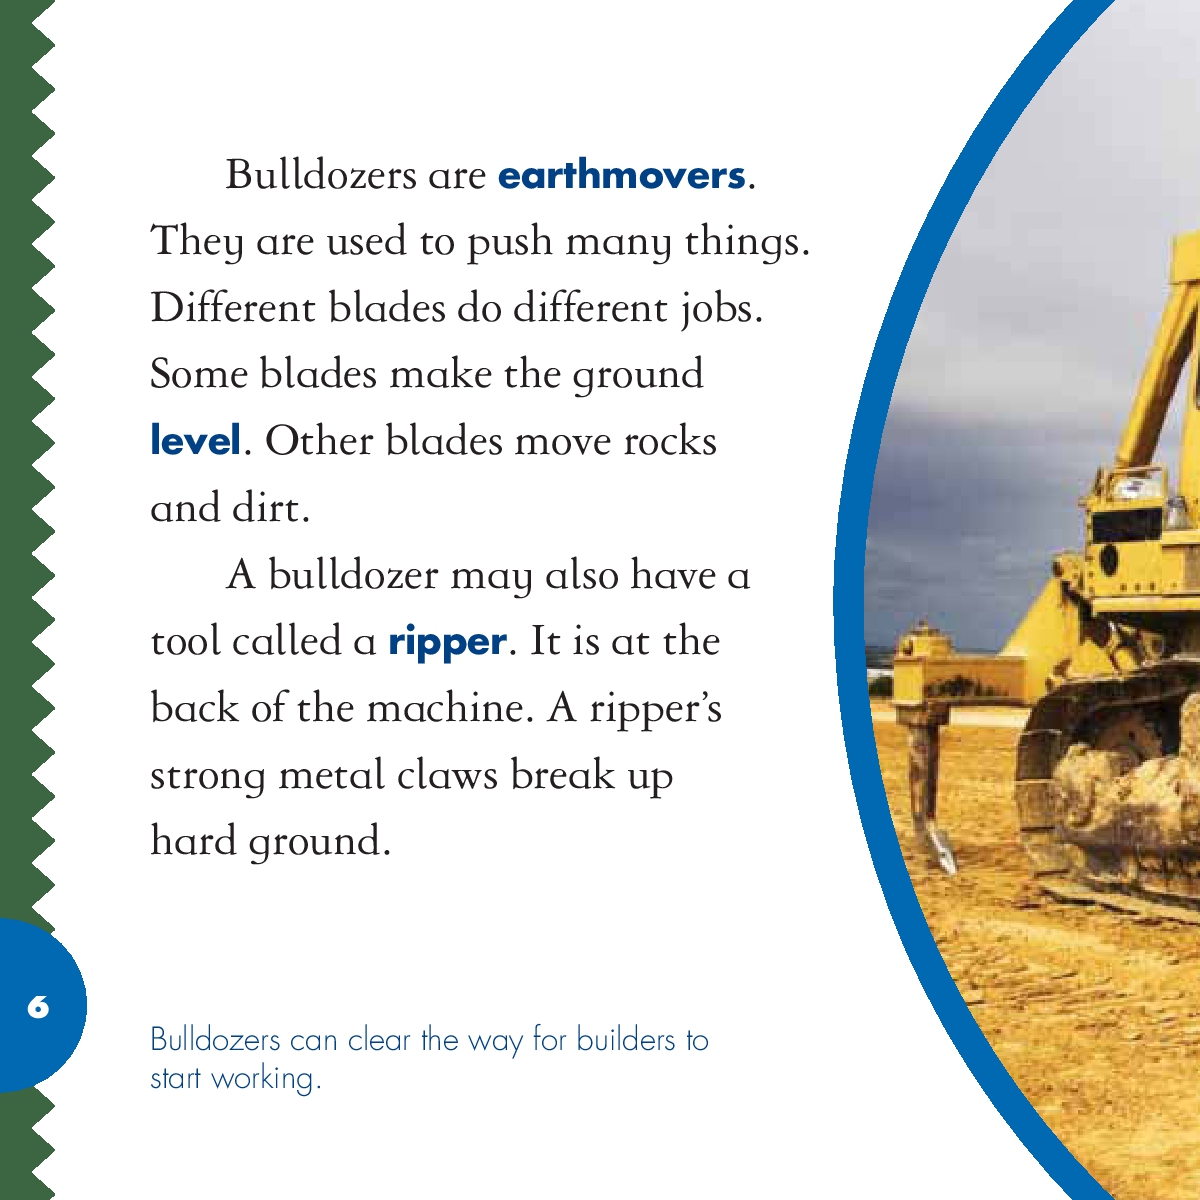 Bulldozers are earthmovers.
They are used to push many things.
Different blades do different jobs.
Some blades make the ground
level. Other blades move rocks
and dirt.
A bulldozer may also have a
tool called a ripper. It is at the
back of the machine. A ripper’s
strong metal claws break up
hard ground.
6
Bulldozers can clear the way for builders to
start working.